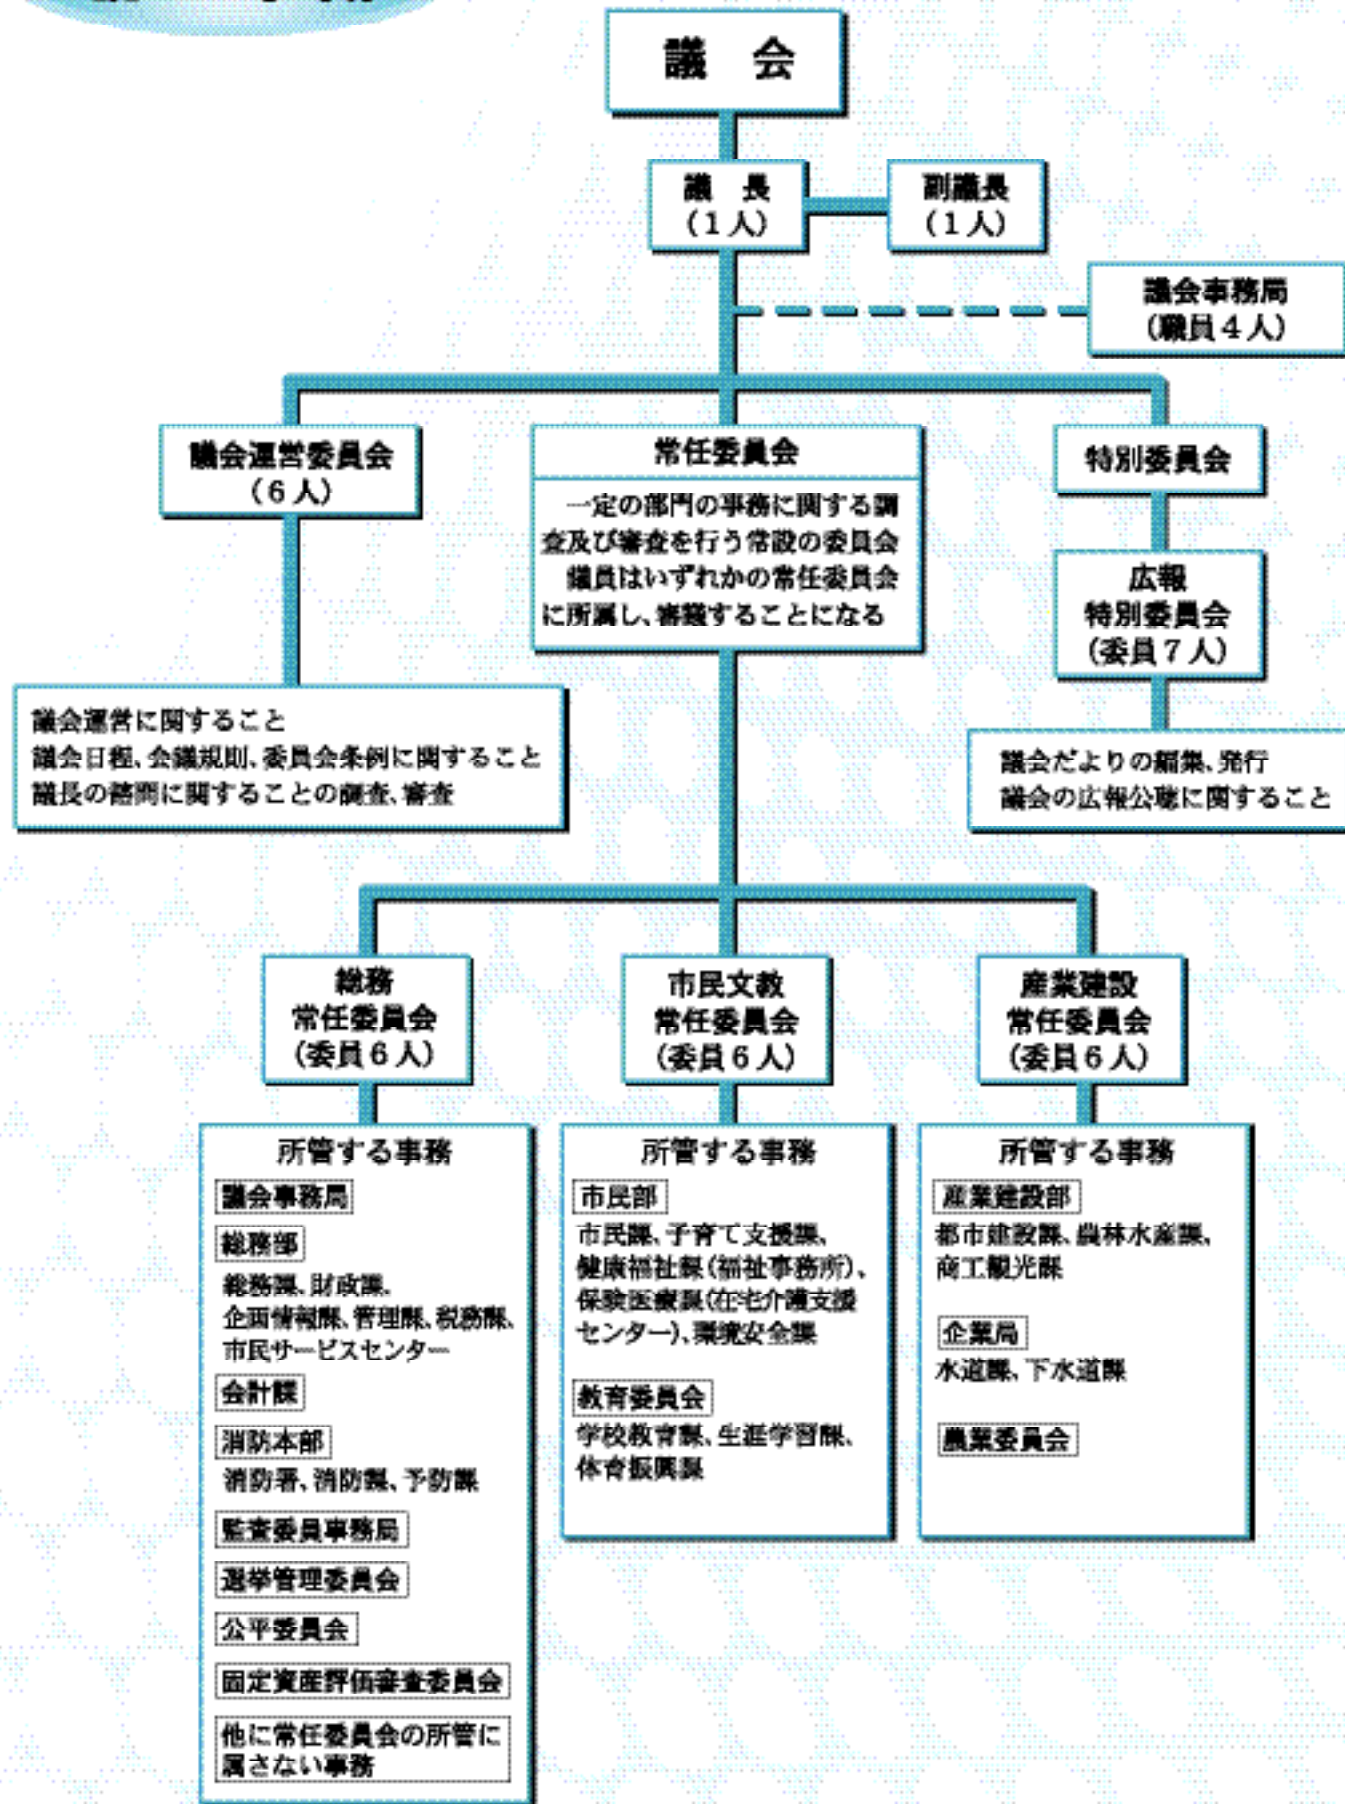 議　会
議　長
（１人）
副議長
（１人）
議会事務局
（職員４人）
議会運営委員会
（６人）
常任委員会
一定の部門の事務に関する調
査及び審査を行う常設の委員会
議員はいずれかの常任委員会
に所属し、審議することになる
特別委員会
広報
特別委員会
（委員７人）
議会運営に関すること
議会日程、会議規則、委員会条例に関すること
議長の諮問に関することの調査、審査
議会だよりの編集、発行
議会の広報公聴に関すること
総務
常任委員会
（委員６人）
市民文教
常任委員会
（委員６人）
産業建設
常任委員会
（委員６人）
所管する事務
議会事務局
総務部
総務課、財政課、
企画情報課、管理課、税務課、
市民サービスセンター
会計課
消防本部
消防署、消防課、予防課
監査委員事務局
選挙管理委員会
公平委員会
固定資産評価審査委員会
他に常任委員会の所管に
属さない事務
所管する事務
市民部
市民課、子育て支援課、
健康福祉課（福祉事務所）、
保険医療課（在宅介護支援
センター）、環境安全課
教育委員会
学校教育課、生涯学習課、
体育振興課
所管する事務
産業建設部
都市建設課、農林水産課、
商工観光課
企業局
水道課、下水道課
農業委員会